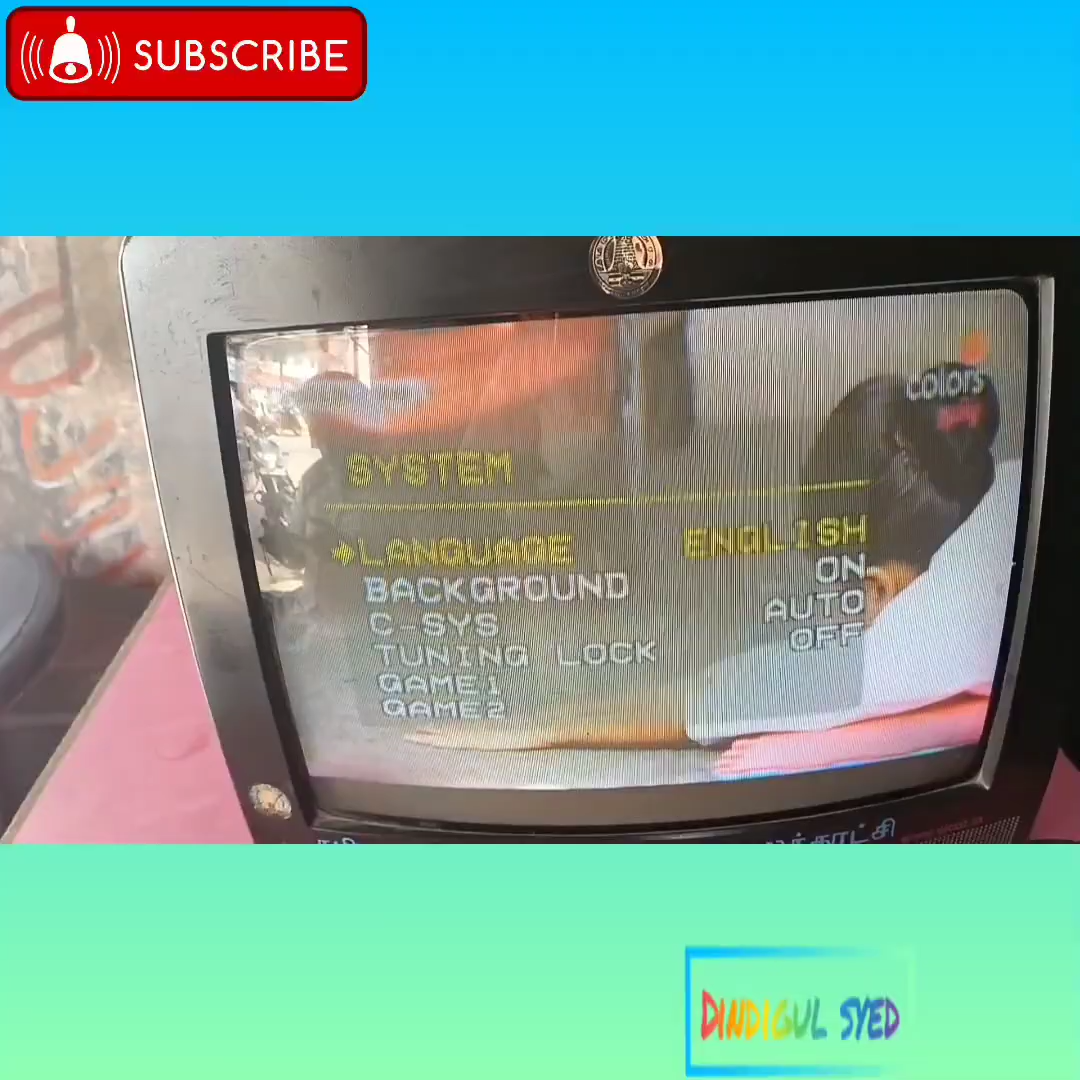 SUBSCRIBE
colors
SYSTEM
LANGUAGE ENGLISH
BACKGROUND ON
C-SYS AUTO
TUNING LOCK OFF
GAME1
GAME2
DINDIGUL SYED